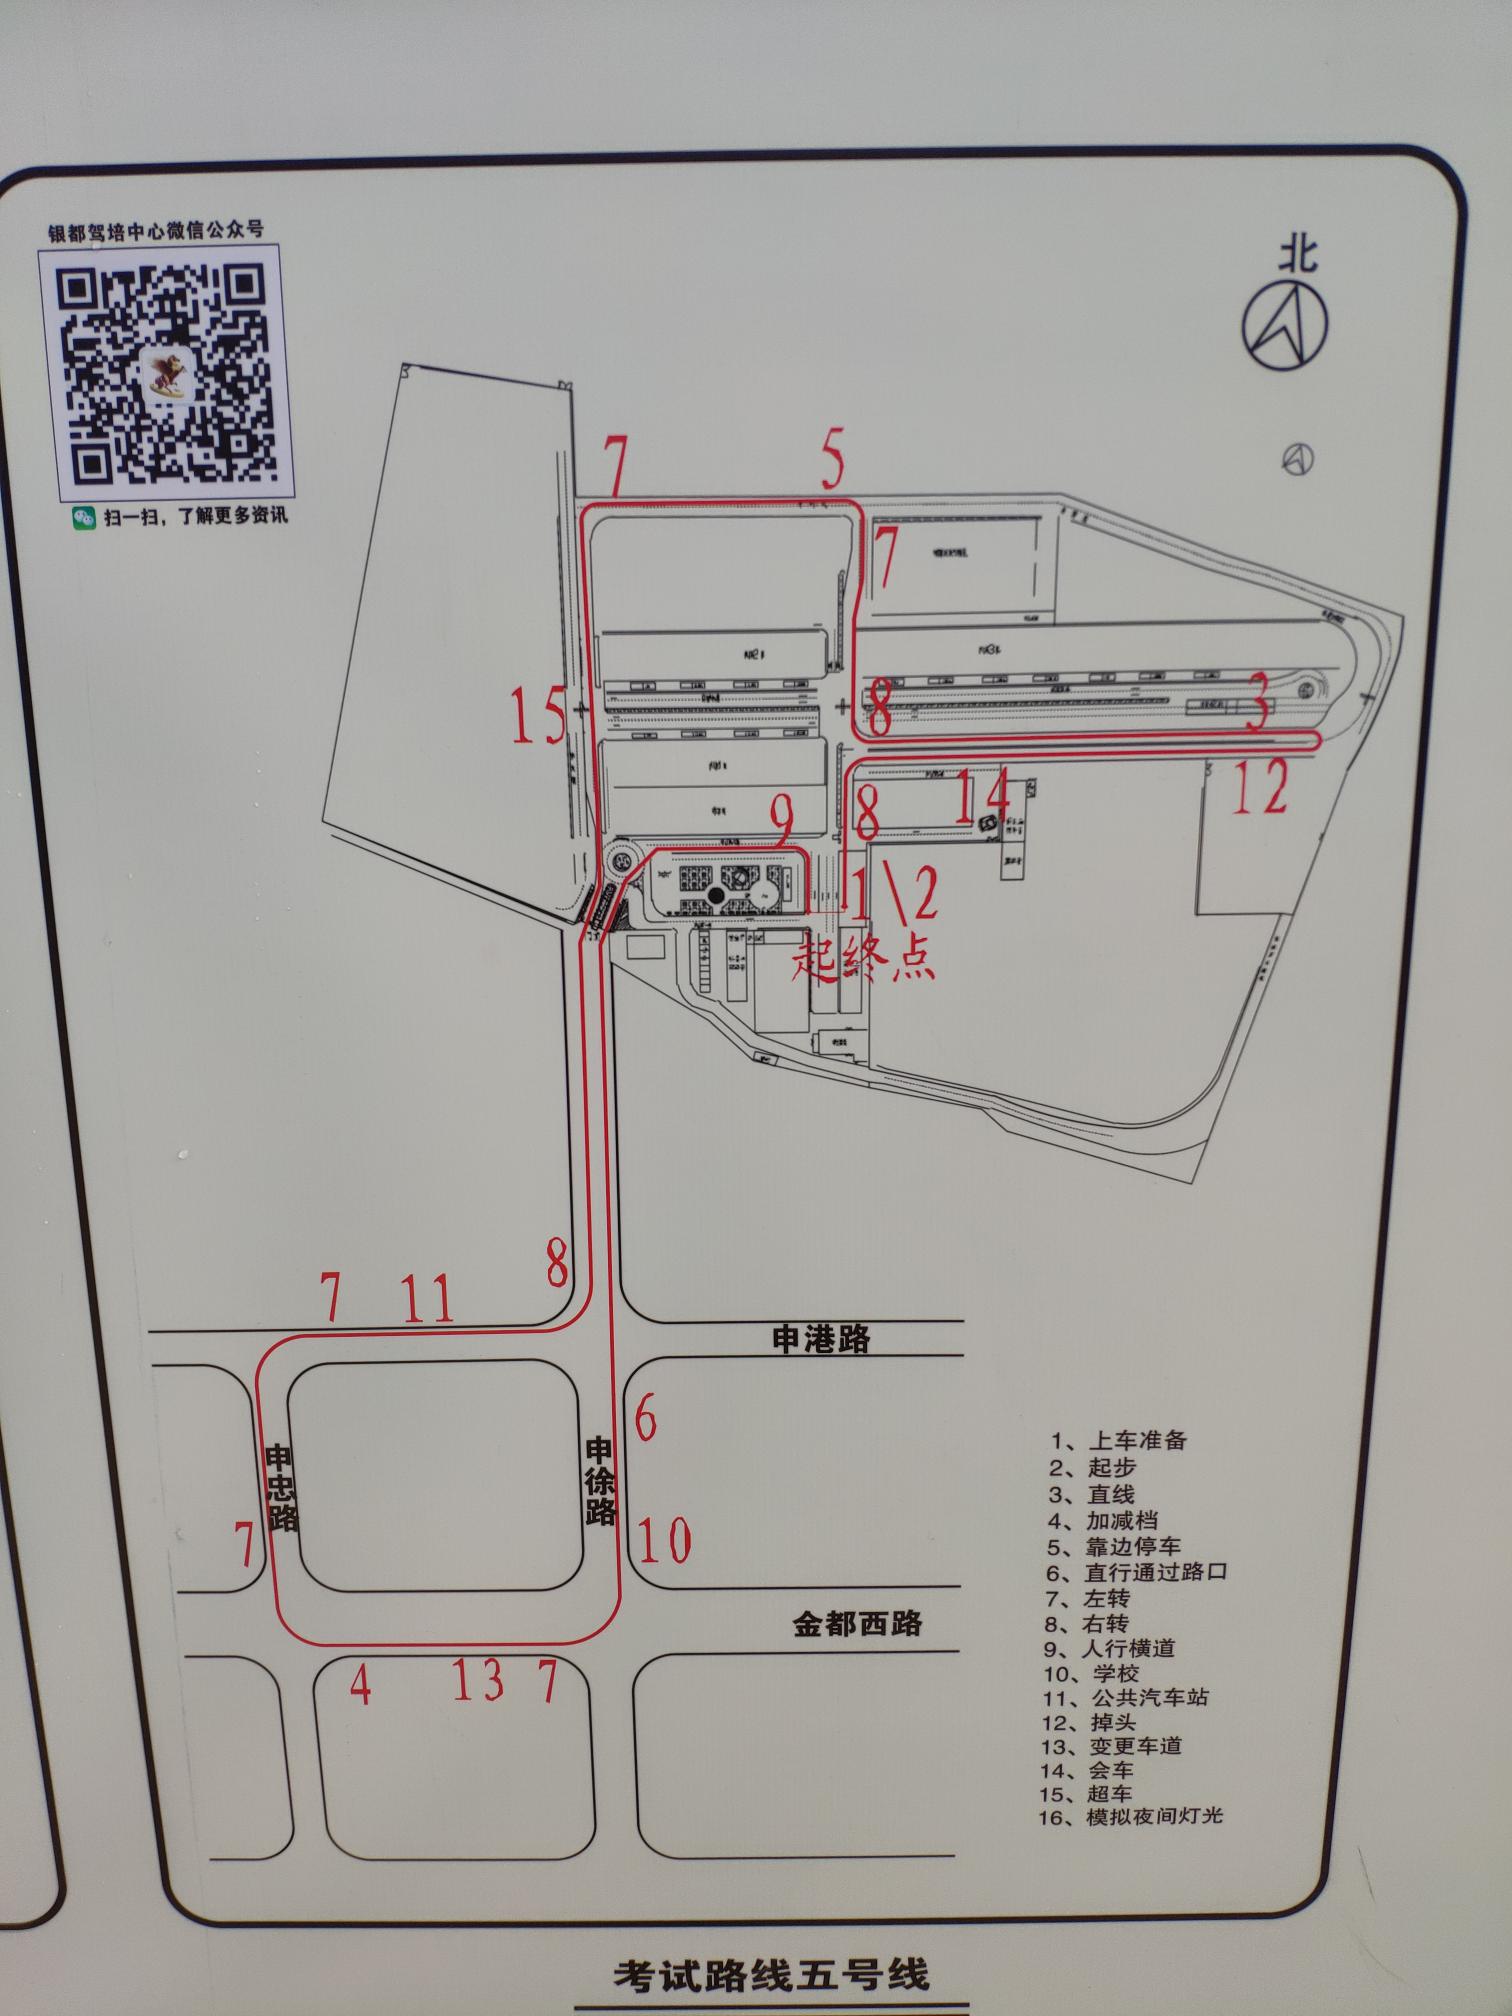 银都驾培中心微信公众号
扫一扫，了解更多资讯
北
7
5
7
15
8
3
14
12
9
8
1\2
起终点
7
11
8
申港路
6
申忠路
申徐路
7
10
金都西路
4
13
7
1、上车准备
2、起步
3、直线
4、加减档
5、靠边停车
6、直行通过路口
7、左转
8、右转
9、人行横道
10、学校
11、公共汽车站
12、掉头
13、变更车道
14、会车
15、超车
16、模拟夜间灯光
考试路线五号线